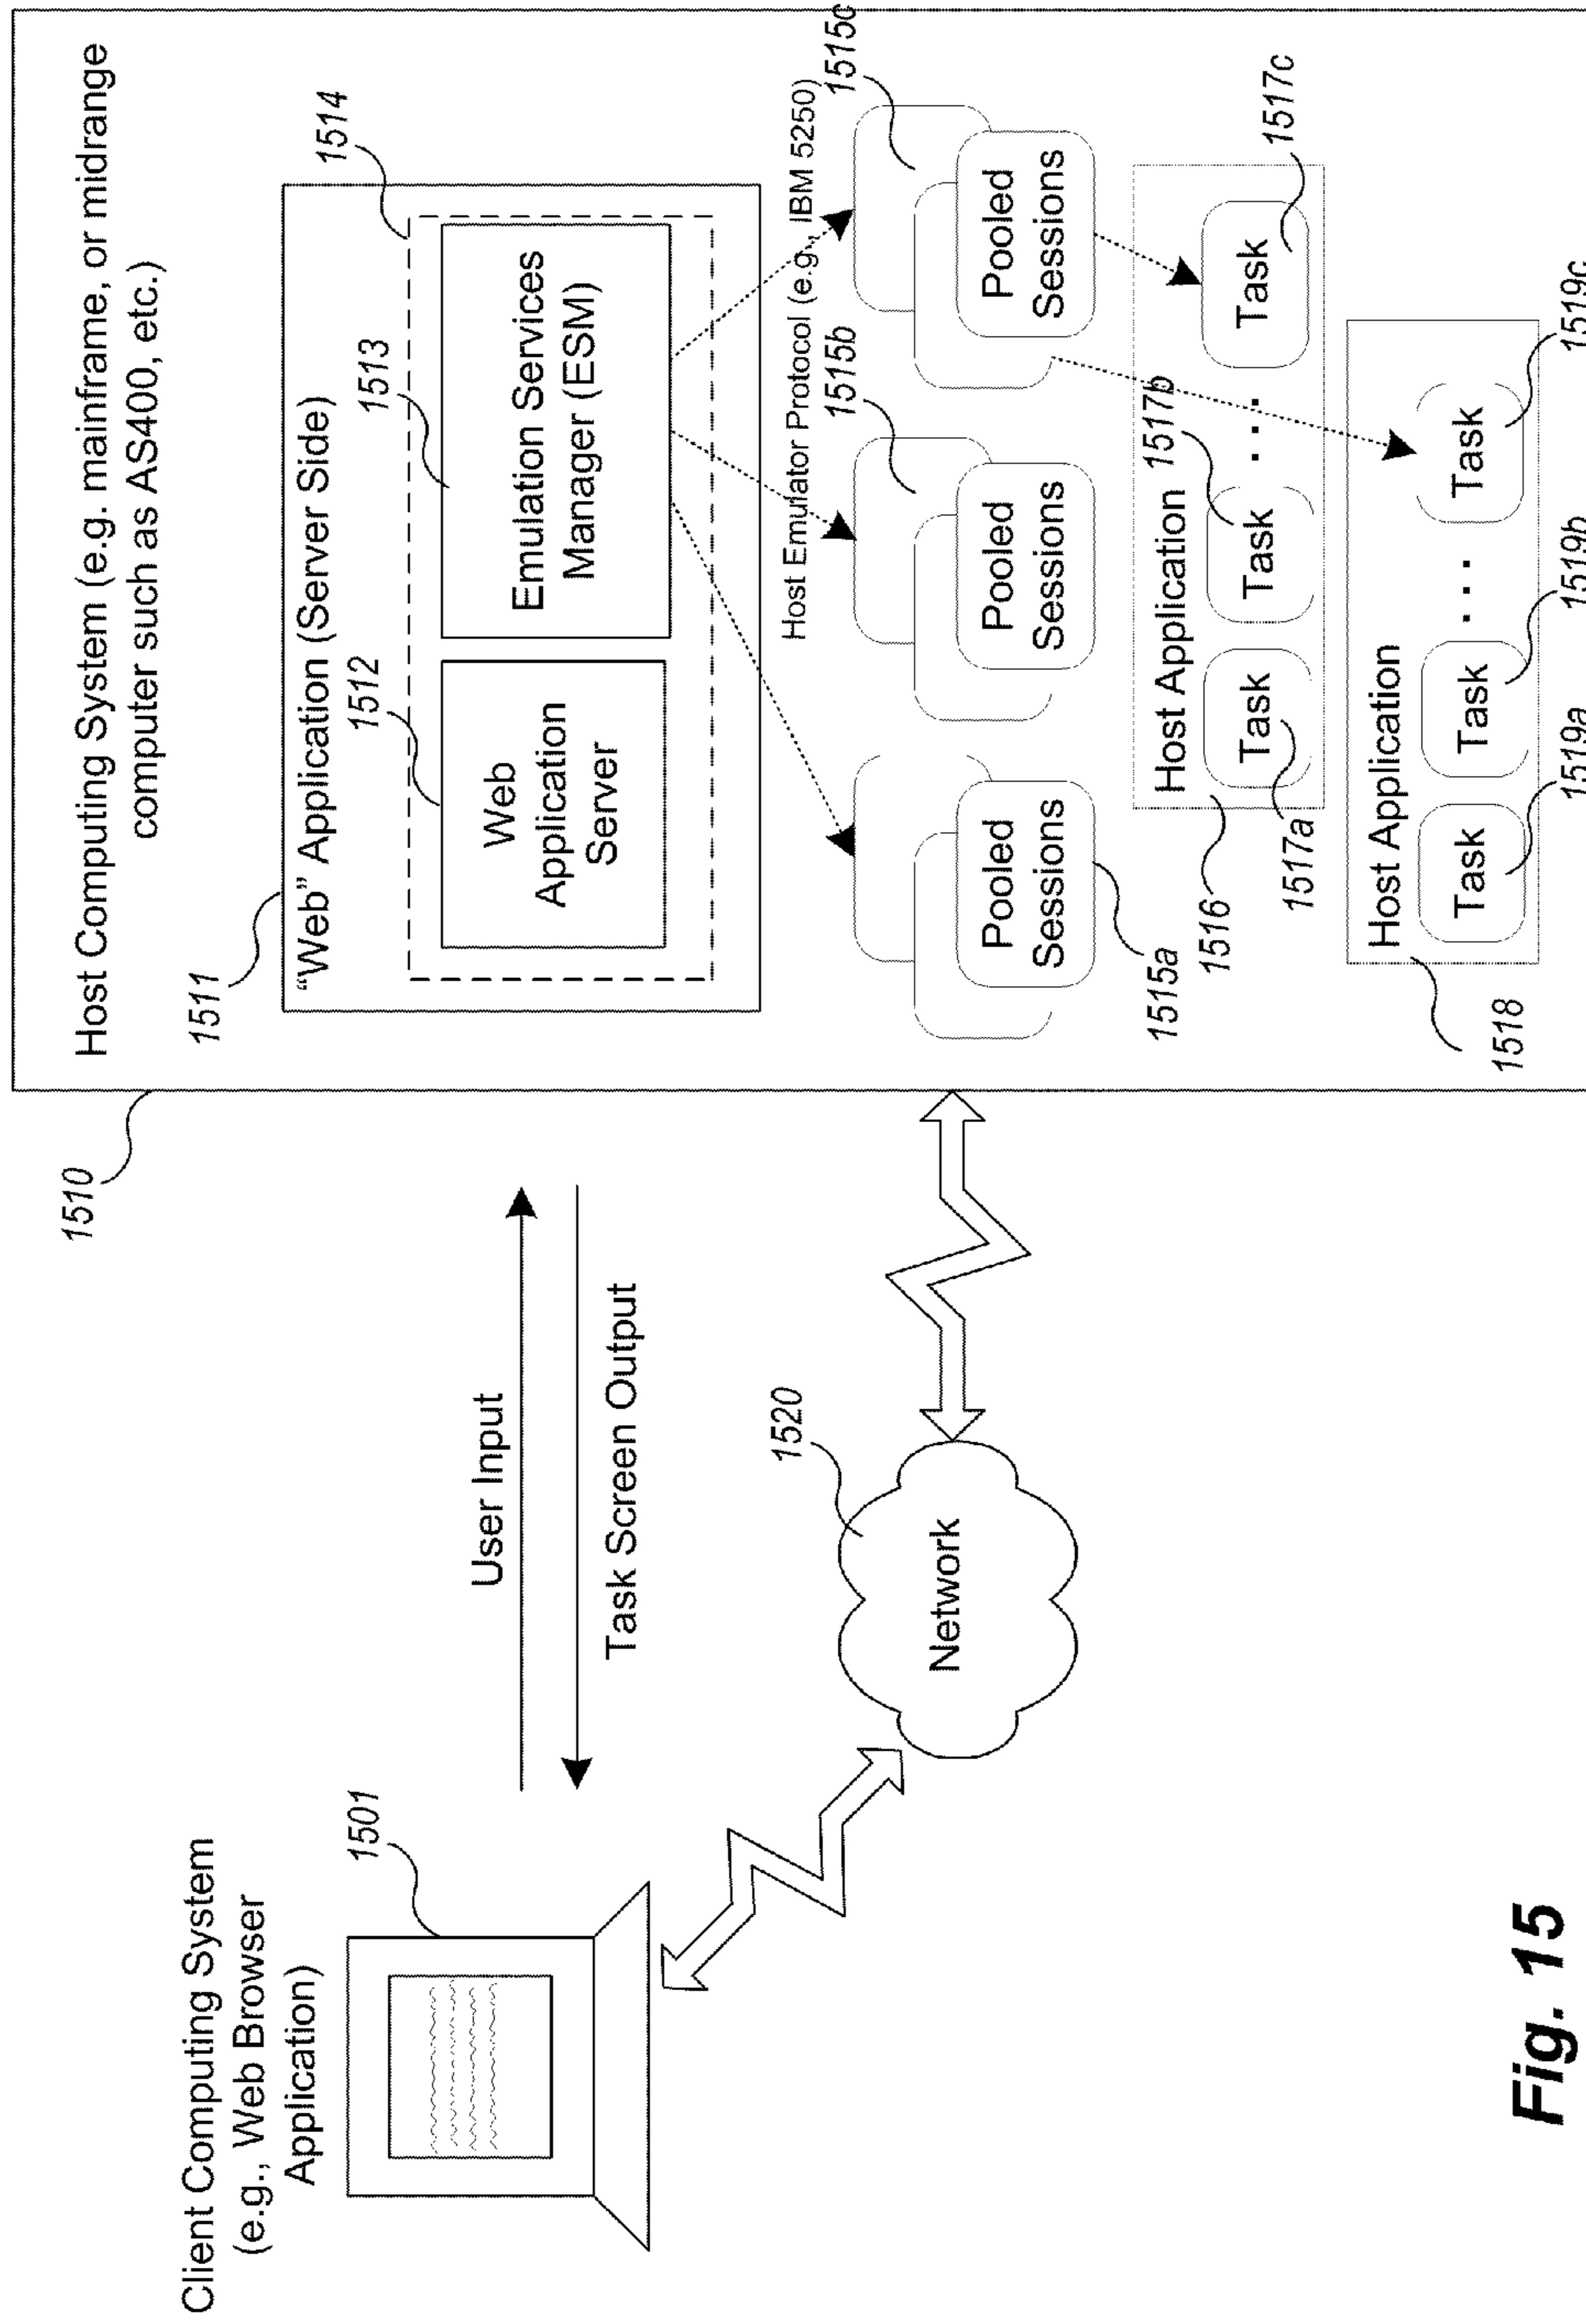 Client Computing System
(e.g., Web Browser
Application)
1501
User Input
Task Screen Output
1520
Network
1510
Host Computing System (e.g. mainframe, or midrange
computer such as AS400, etc.)
1511
“Web” Application (Server Side)
1512
1513
1514
Web
Application
Server
Emulation Services
Manager (ESM)
Host Emulator Protocol (e.g., IBM 5250)
1515b
1515c
Pooled
Sessions
Pooled
Sessions
Pooled
Sessions
1515a
1516
Host Application
1517b
1517c
Task
Task
...
Task
1517a
1518
Host Application
Task
Task
...
Task
1519a
1519b
1519c
Fig. 15